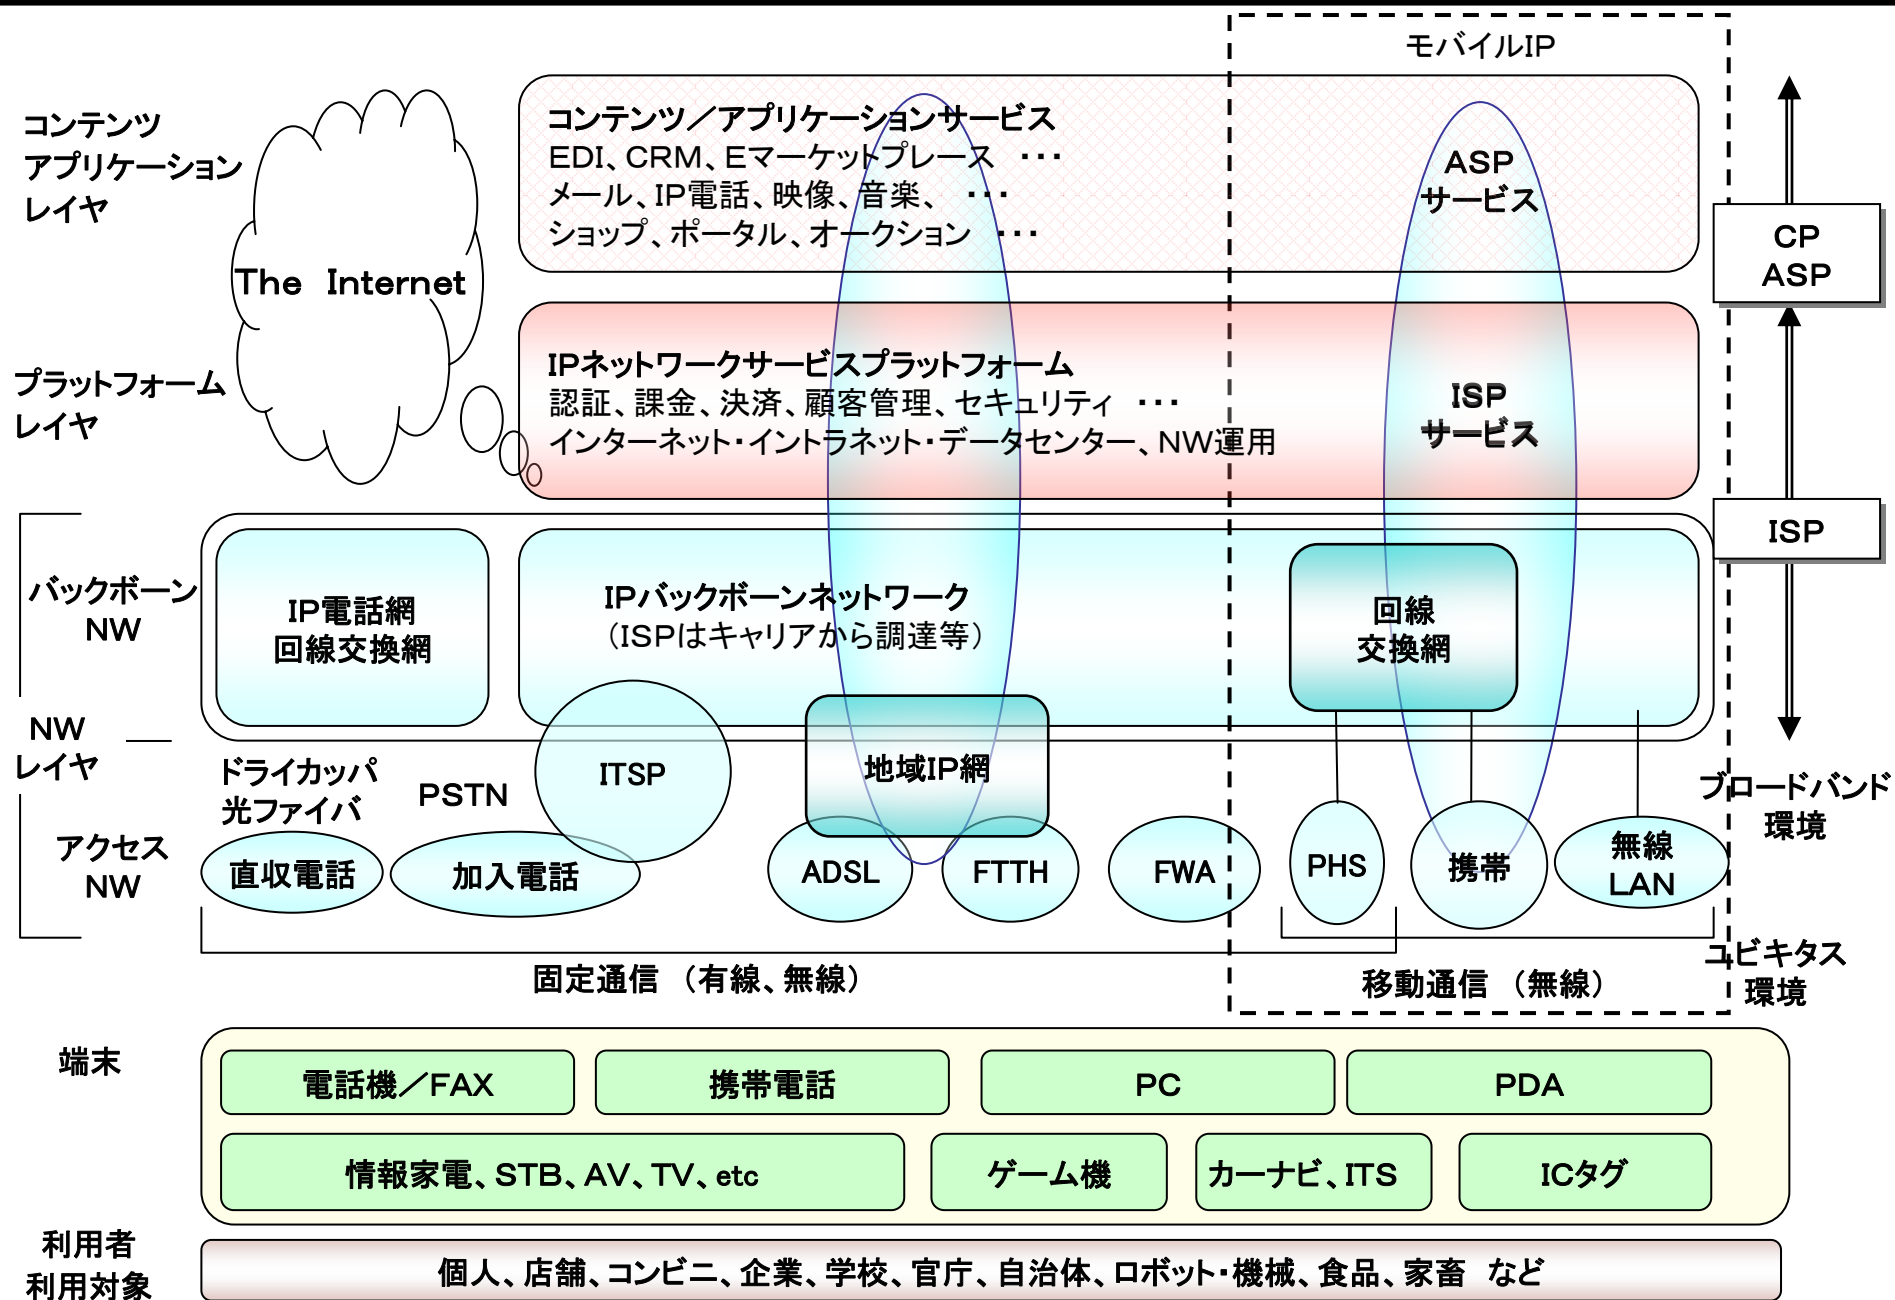 モバイルIP
コンテンツ
アプリケーション
レイヤ
The Internet
コンテンツ／アプリケーションサービス
EDI、CRM、Eマーケットプレース ・・・
メール、IP電話、映像、音楽、 ・・・
ショップ、ポータル、オークション ・・・
ASP
サービス
CP
ASP
プラットフォーム
レイヤ
IPネットワークサービスプラットフォーム
認証、課金、決済、顧客管理、セキュリティ ・・・
インターネット・イントラネット・データセンター、NW運用
ISP
サービス
ISP
バックボーン
NW
IP電話網
回線交換網
IPバックボーンネットワーク
（ISPはキャリアから調達等）
回線
交換網
NW
レイヤ
ドライカッパ
光ファイバ
PSTN
ITSP
地域IP網
ブロードバンド
環境
アクセス
NW
直収電話
加入電話
ADSL
FTTH
FWA
PHS
携帯
無線
LAN
固定通信 （有線、無線）
移動通信 （無線）
ユビキタス
環境
端末
電話機／FAX
携帯電話
PC
PDA
情報家電、STB、AV、TV、etc
ゲーム機
カーナビ、ITS
ICタグ
利用者
利用対象
個人、店舗、コンビニ、企業、学校、官庁、自治体、ロボット・機械、食品、家畜 など